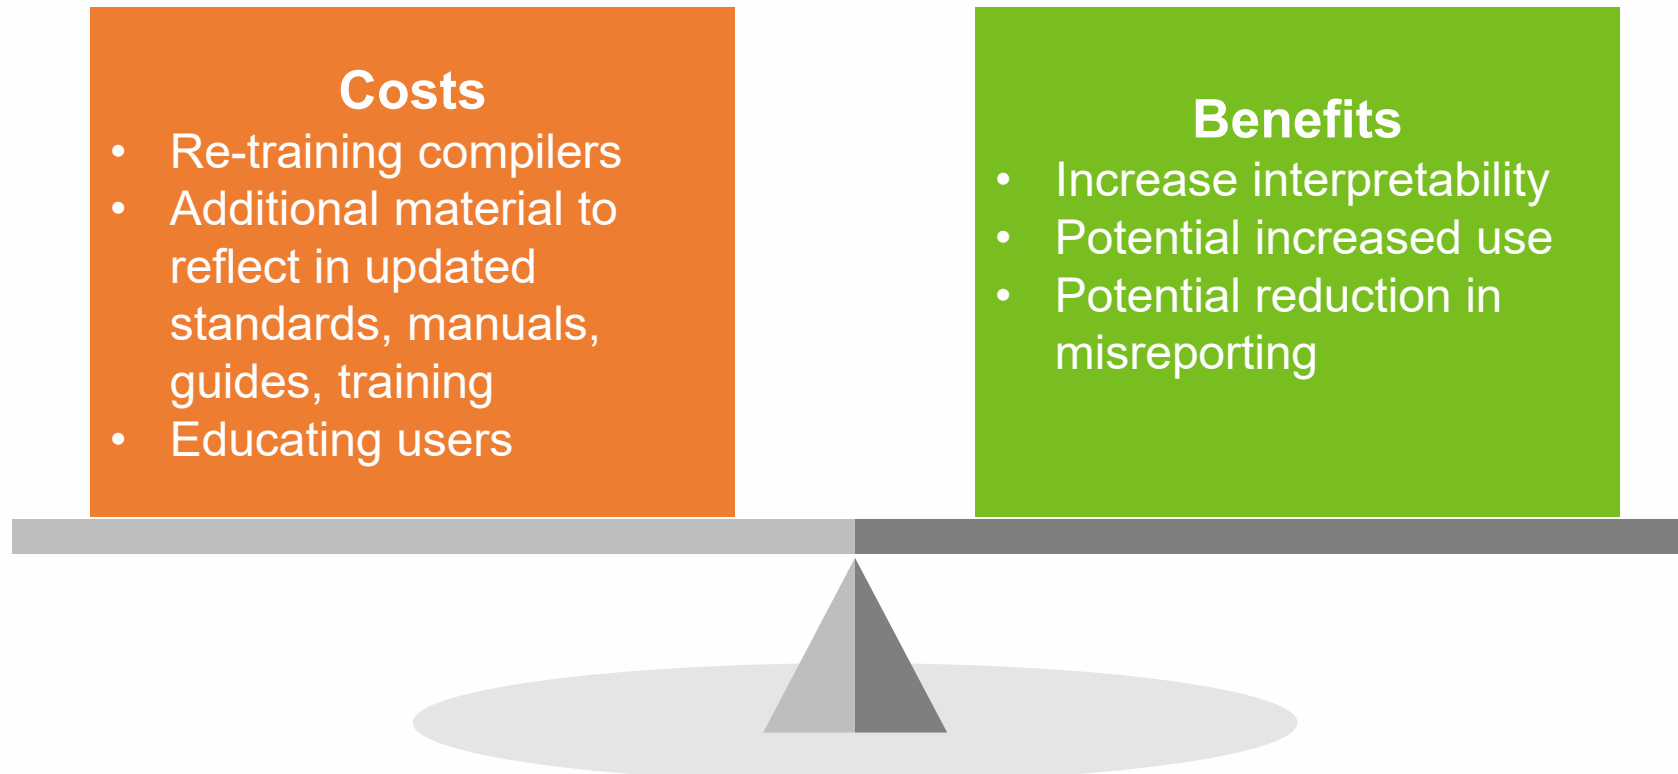 Costs
• Re-training compilers
• Additional material to
reflect in updated
standards, manuals,
guides, training
• Educating users
Benefits
• Increase interpretability
• Potential increased use
• Potential reduction in
misreporting